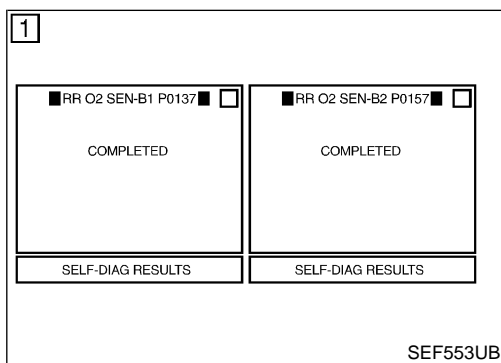 1
RR O2 SEN-B1 P0137
COMPLETED
SELF-DIAG RESULTS
RR O2 SEN-B2 P0157
COMPLETED
SELF-DIAG RESULTS
SEF553UB